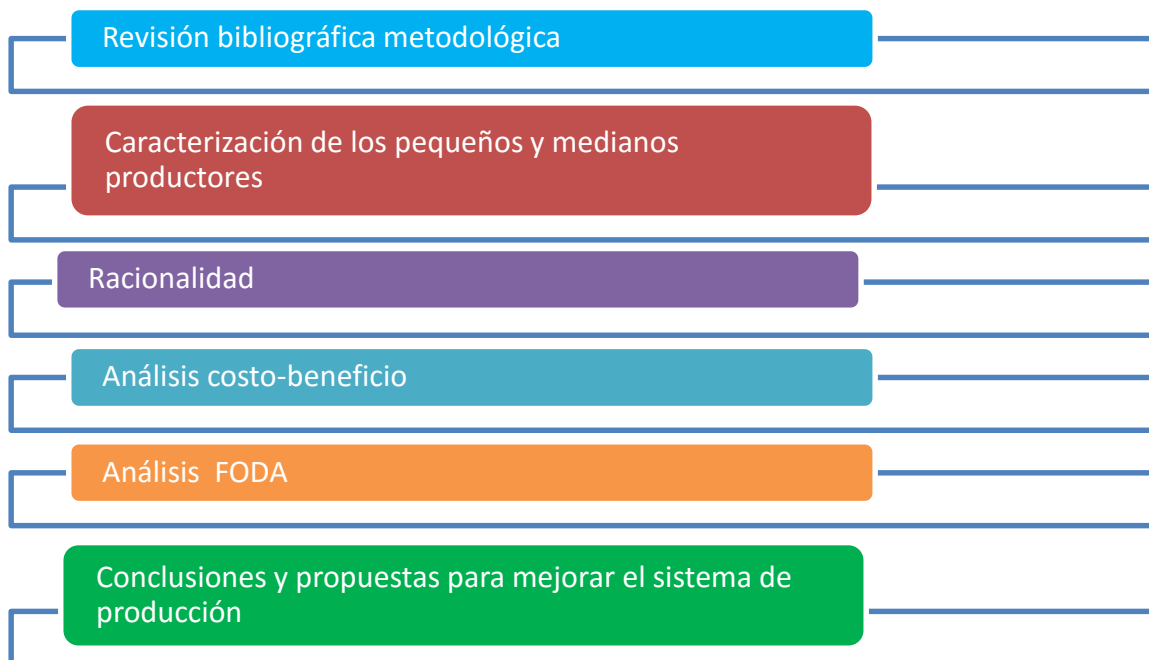 Revisión bibliográfica metodológica
Caracterización de los pequeños y medianos
productores
Racionalidad
Análisis costo-beneficio
Análisis  FODA
Conclusiones y propuestas para mejorar el sistema de
producción